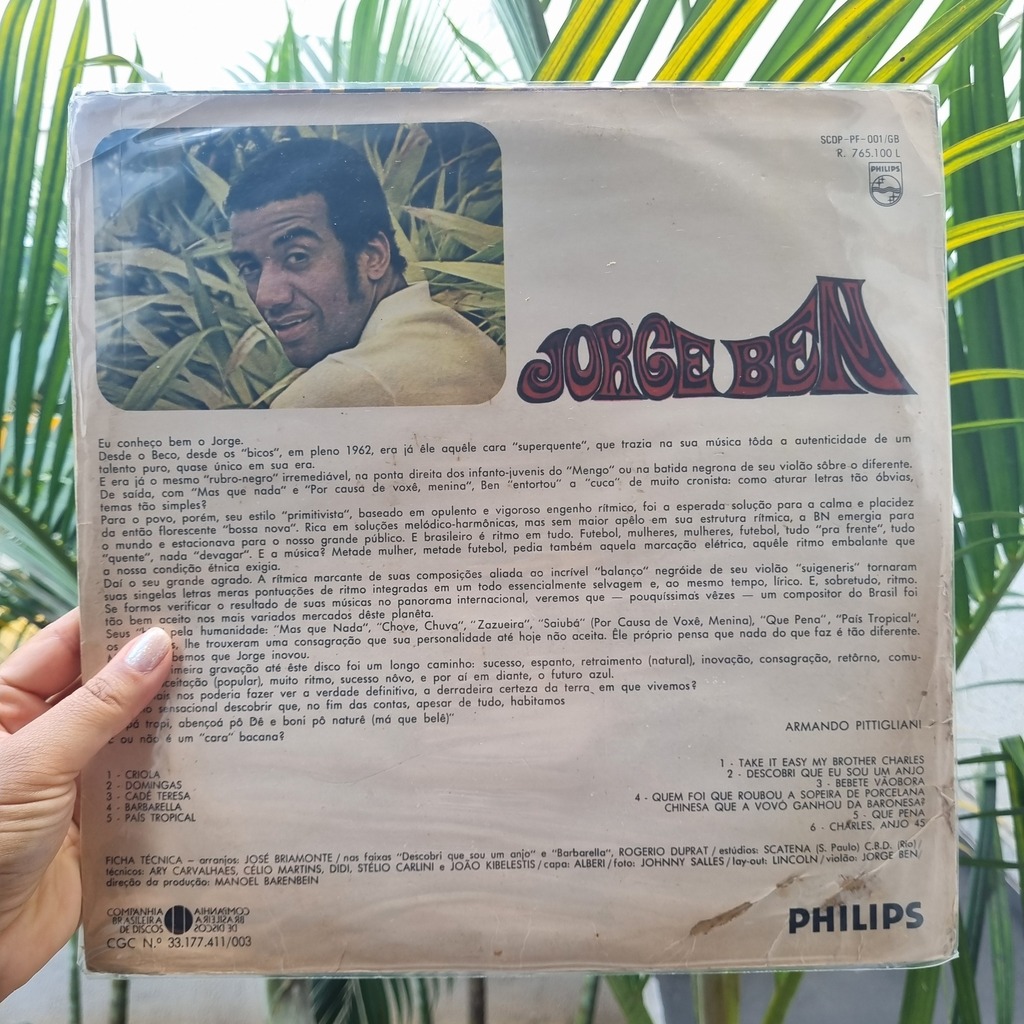 SCDP-PF-001/GB
R. 765.100 L
PHILIPS
JORGE BEN
Eu conheço bem o Jorge.
Desde o Beco, desde os "bicos", em pleno 1962, era já êle aquêle cara "superquente", que trazia na sua música tôda a autenticidade de um
talento puro, quase único em sua era.
E era já o mesmo "rubro-negro" irremediável, na ponta direita dos infanto-juvenis do "Mengo" ou na batida negrona de seu violão sôbre o diferente.
De saída, com "Mas que nada" e "Por causa de voxê, menina", Ben "entortou" a "cuca" de muito cronista: como aturar letras tão óbvias,
temas tão simples?
Para o povo, porém, seu estilo "primitivista", baseado em opulento e vigoroso engenho rítmico, foi a esperada solução para a calma e placidez
da então florescente "bossa nova". Rica em soluções melódico-harmônicas, mas sem maior apêlo em sua estrutura rítmica, a BN emergia para
o mundo e estacionava para o nosso grande público. E brasileiro é ritmo em tudo. Futebol, mulheres, mulheres, futebol, tudo "pra frente", tudo
"quente", nada "devagar". E a música? Metade mulher, metade futebol, pedia também aquela marcação elétrica, aquêle ritmo embalante que
a nossa condição étnica exigia.
Daí o seu grande agrado. A rítmica marcante de suas composições aliada ao incrível "balanço" negróide de seu violão "suigeneris" tornaram
suas singelas letras meras pontuações de ritmo integradas em um todo essencialmente selvagem e, ao mesmo tempo, lírico. E, sobretudo, ritmo.
Se formos verificar o resultado de suas músicas no panorama internacional, veremos que — pouquíssimas vêzes — um compositor do Brasil foi
tão bem aceito nos mais variados mercados dêste planêta.
Seus pela humanidade: "Mas que Nada", "Chove, Chuva", "Zazueira", "Saiubá" (Por Causa de Voxê, Menina), "Que Pena", "País Tropical",
os lhe trouxeram uma consagração que sua personalidade até hoje não aceita. Êle próprio pensa que nada do que faz é tão diferente.
bemos que Jorge inovou.
imeira gravação até êste disco foi um longo caminho: sucesso, espanto, retraimento (natural), inovação, consagração, retôrno, comu-
ceitação (popular), muito ritmo, sucesso nôvo, e por aí em diante, o futuro azul.
ais nos poderia fazer ver a verdade definitiva, a derradeira certeza da terra em que vivemos?
o sensacional descobrir que, no fim das contas, apesar de tudo, habitamos
tropi, abençoá pô Dê e boni pô naturê (má que belê)"
ou não é um "cara" bacana?
ARMANDO PITTIGLIANI
1 - CRIOLA
2 - DOMINGAS
3 - CADÊ TERESA
4 - BARBARELLA
5 - PAÍS TROPICAL
1 - TAKE IT EASY MY BROTHER CHARLES
2 - DESCOBRI QUE EU SOU UM ANJO
3 - BEBETE VÃOBORA
4 - QUEM FOI QUE ROUBOU A SOPEIRA DE PORCELANA
CHINESA QUE A VOVÓ GANHOU DA BARONESA?
5 - QUE PENA
6 - CHARLES, ANJO 45
FICHA TÉCNICA — arranjos: JOSÉ BRIAMONTE / nas faixas "Descobri que sou um anjo" e "Barbarella", ROGERIO DUPRAT / estúdios: SCATENA (S. Paulo) C.B.D. (Rio) /
técnicos: ARY CARVALHAES, CÉLIO MARTINS, DIDI, STÉLIO CARLINI e JOÃO KIBELESTIS / capa: ALBERI / foto: JOHNNY SALLES / lay-out: LINCOLN / violão: JORGE BEN /
direção da produção: MANOEL BARENBEIN
COMPANHIA
BRASILEIRA
DE DISCOS
COMPANHIA
BRASILEIRA
DE DISCOS
CGC N.º 33.177.411/003
PHILIPS